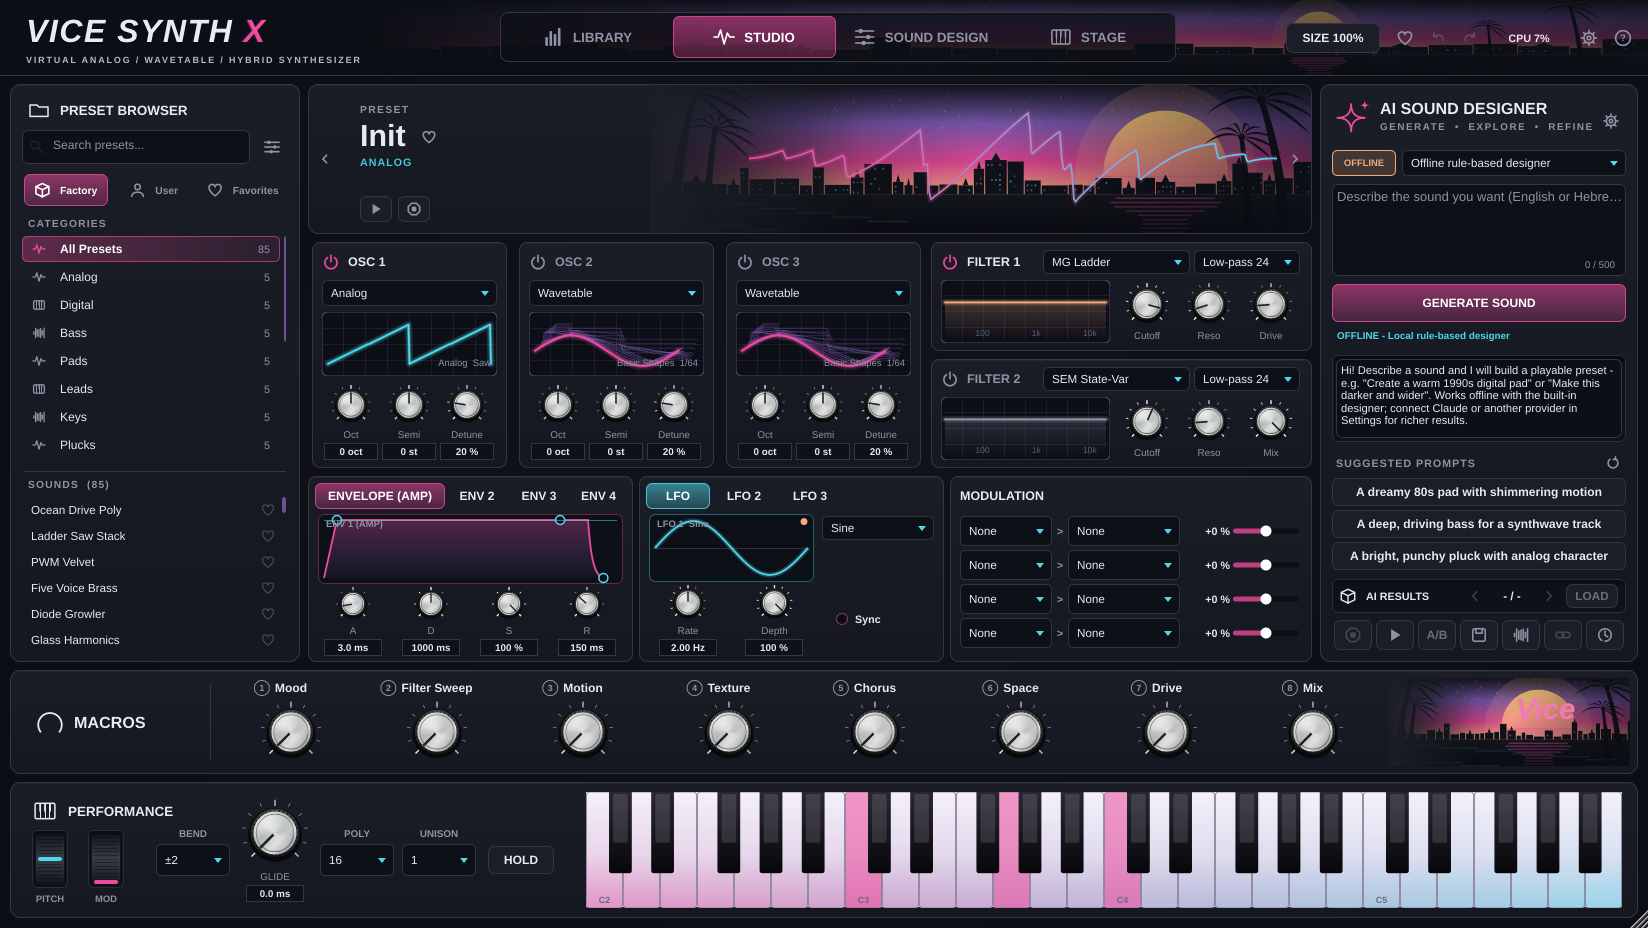 VICE SYNTH X
VIRTUAL ANALOG / WAVETABLE / HYBRID SYNTHESIZER
LIBRARY
STUDIO
SOUND DESIGN
STAGE
SIZE 100%
CPU 7%
?
PRESET BROWSER
Search presets...
Factory
User
Favorites
CATEGORIES
All Presets 85
Analog 5
Digital 5
Bass 5
Pads 5
Leads 5
Keys 5
Plucks 5
SOUNDS (85)
Ocean Drive Poly
Ladder Saw Stack
PWM Velvet
Five Voice Brass
Diode Growler
Glass Harmonics
PRESET
Init
ANALOG
OSC 1
Analog
Analog Saw
Oct Semi Detune
0 oct 0 st 20 %
OSC 2
Wavetable
Basic Shapes 1/64
Oct Semi Detune
0 oct 0 st 20 %
OSC 3
Wavetable
Basic Shapes 1/64
Oct Semi Detune
0 oct 0 st 20 %
FILTER 1
MG Ladder
Low-pass 24
100 1k 10k
Cutoff Reso Drive
FILTER 2
SEM State-Var
Low-pass 24
100 1k 10k
Cutoff Reso Mix
ENVELOPE (AMP) ENV 2 ENV 3 ENV 4
ENV 1 (AMP)
A D S R
3.0 ms 1000 ms 100 % 150 ms
LFO LFO 2 LFO 3
LFO 1 Sine
Sine
Rate Depth
2.00 Hz 100 %
Sync
MODULATION
None > None +0 %
None > None +0 %
None > None +0 %
None > None +0 %
AI SOUND DESIGNER
GENERATE • EXPLORE • REFINE
OFFLINE
Offline rule-based designer
Describe the sound you want (English or Hebre...
0 / 500
GENERATE SOUND
OFFLINE - Local rule-based designer
Hi! Describe a sound and I will build a playable preset -
e.g. "Create a warm 1990s digital pad" or "Make this
darker and wider". Works offline with the built-in
designer; connect Claude or another provider in
Settings for richer results.
SUGGESTED PROMPTS
A dreamy 80s pad with shimmering motion
A deep, driving bass for a synthwave track
A bright, punchy pluck with analog character
AI RESULTS
- / -
LOAD
A/B
MACROS
1 Mood
2 Filter Sweep
3 Motion
4 Texture
5 Chorus
6 Space
7 Drive
8 Mix
Vice
PERFORMANCE
PITCH
MOD
BEND
±2
GLIDE
0.0 ms
POLY
16
UNISON
1
HOLD
C2 C3 C4 C5